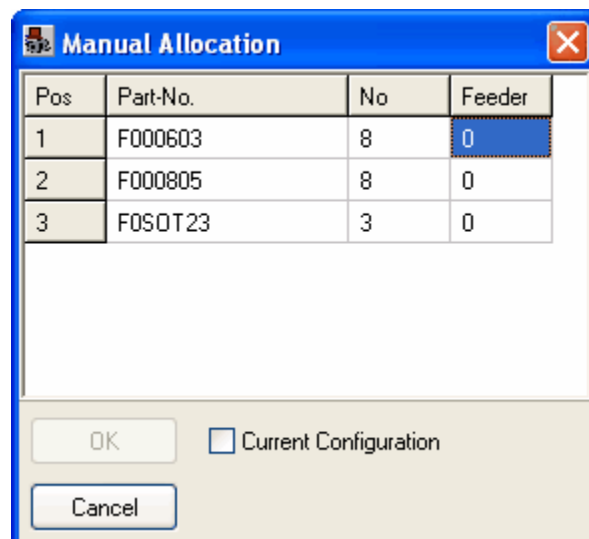 Manual Allocation
Pos Part-No. No Feeder
1 F000603 8 0
2 F000805 8 0
3 F0SOT23 3 0
OK Current Configuration
Cancel